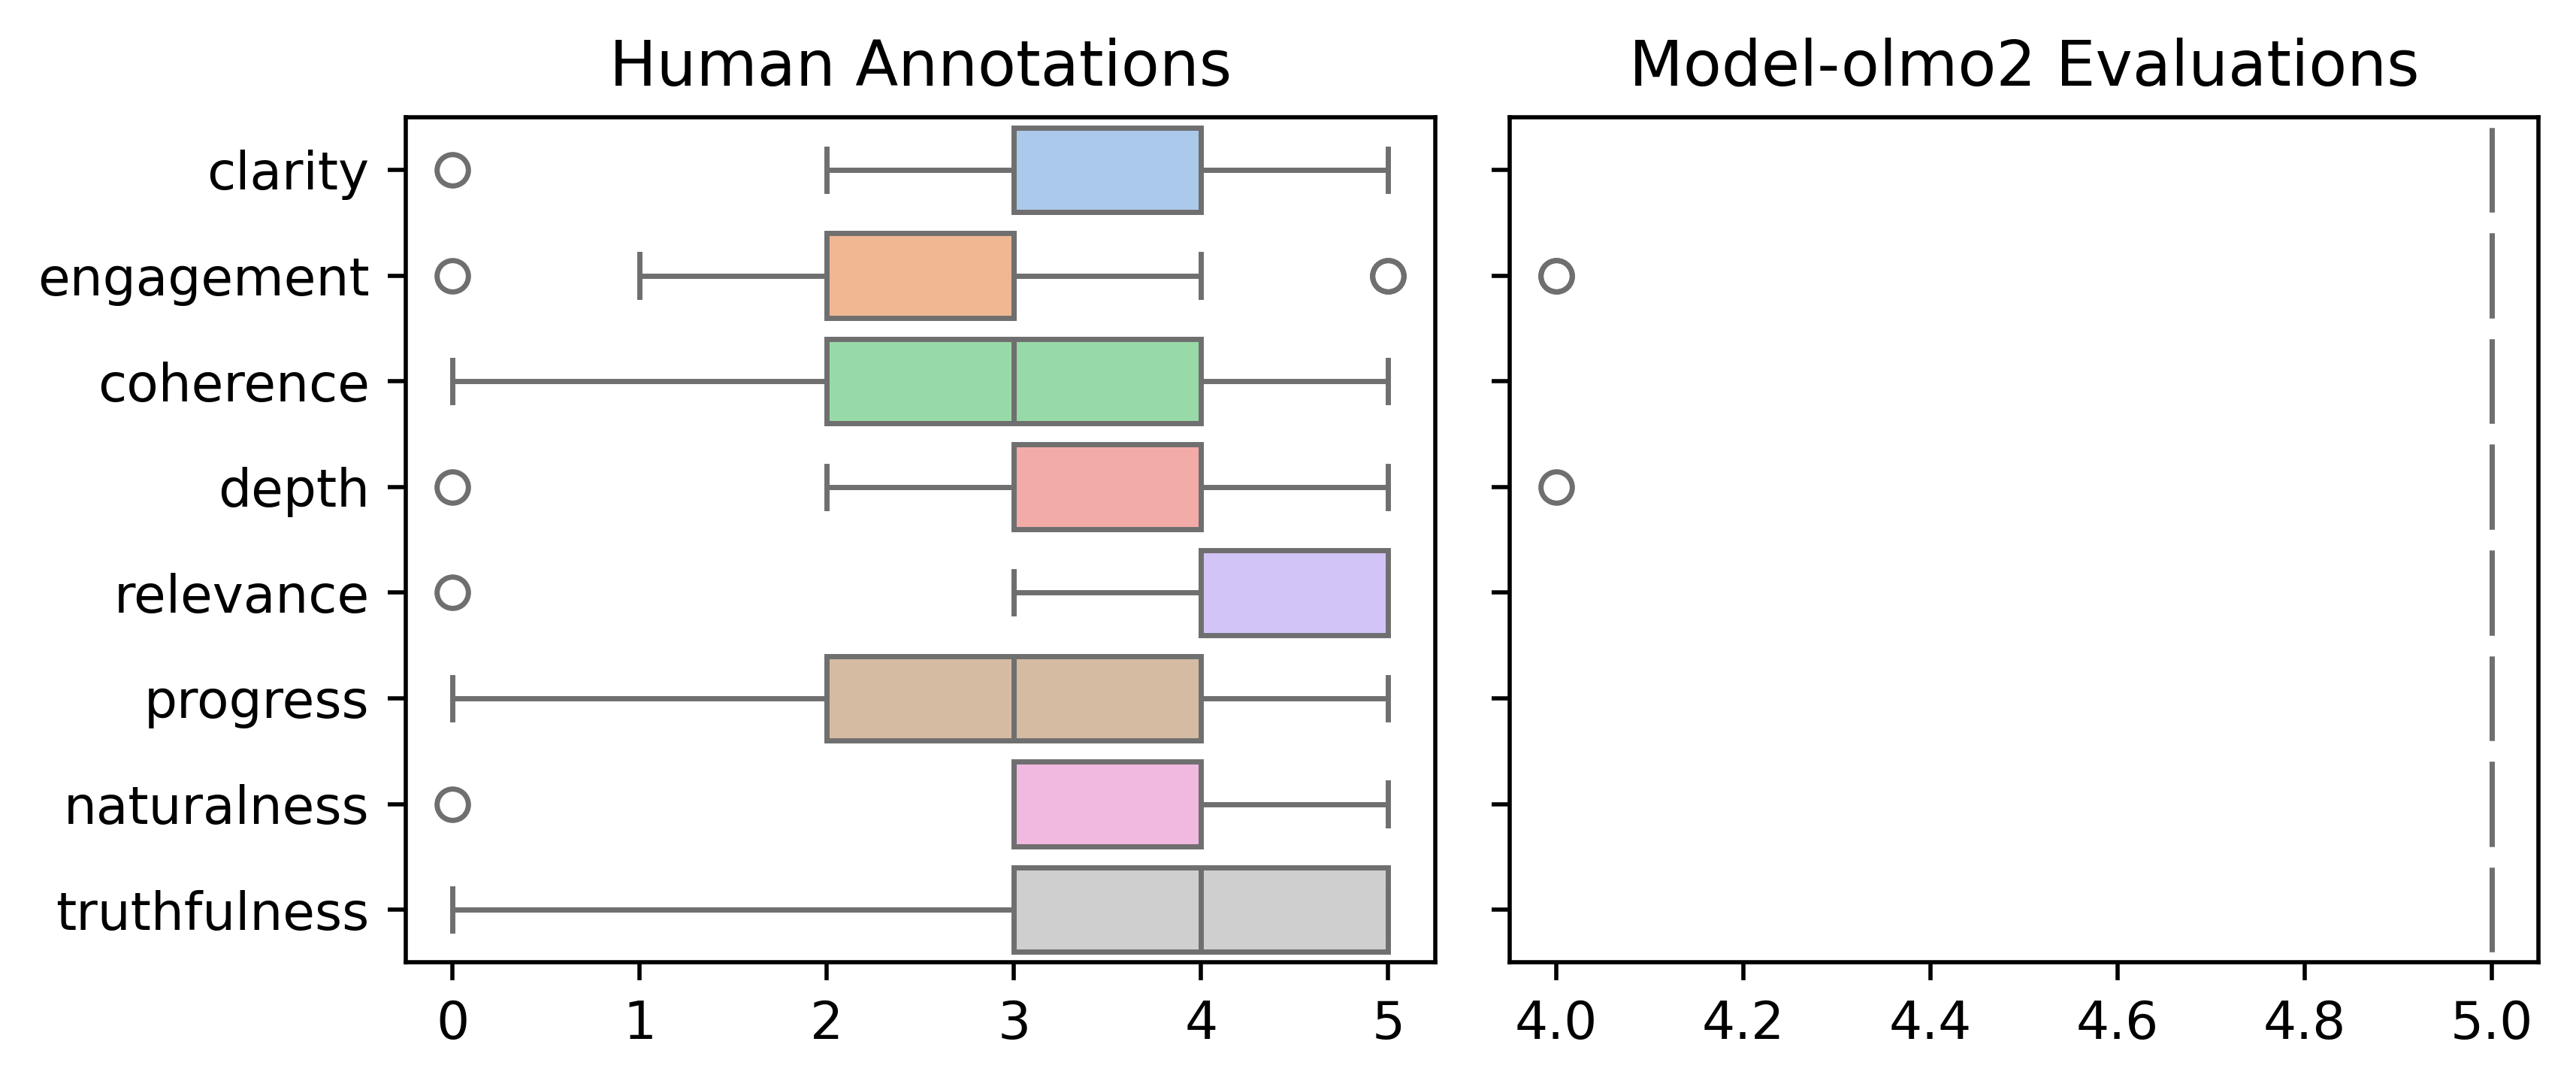 Human Annotations
Model-olmo2 Evaluations
clarity
engagement
coherence
depth
relevance
progress
naturalness
truthfulness
0 1 2 3 4 5
4.0 4.2 4.4 4.6 4.8 5.0